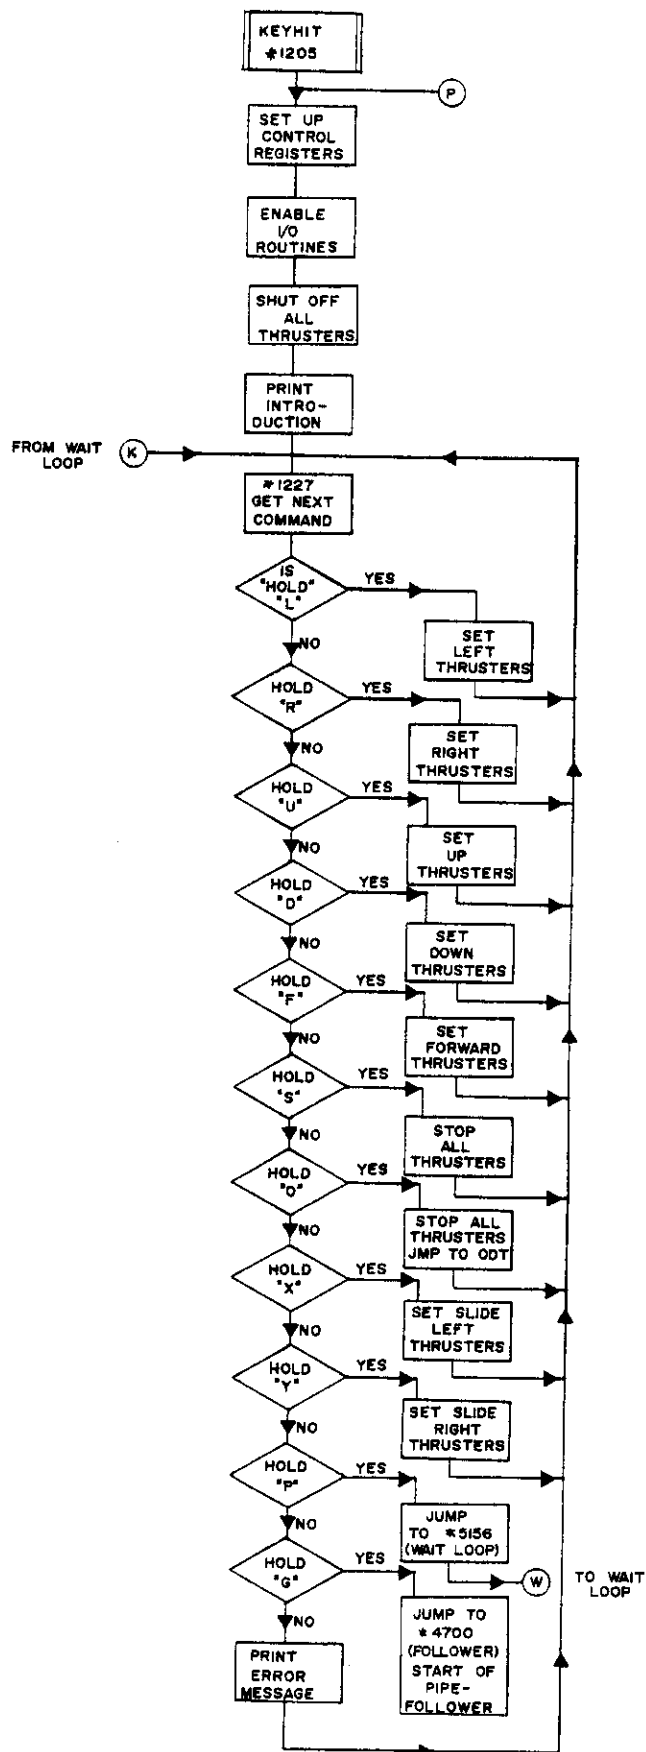 KEYHIT
*1205
P
SET UP
CONTROL
REGISTERS
ENABLE
I/O
ROUTINES
SHUT OFF
ALL
THRUSTERS
PRINT
INTRO-
DUCTION
FROM WAIT
LOOP
K
*1227
GET NEXT
COMMAND
IS
"HOLD"
"L"
YES
SET
LEFT
THRUSTERS
NO
HOLD
"R"
YES
SET
RIGHT
THRUSTERS
NO
HOLD
"U"
YES
SET
UP
THRUSTERS
NO
HOLD
"D"
YES
SET
DOWN
THRUSTERS
NO
HOLD
"F"
YES
SET
FORWARD
THRUSTERS
NO
HOLD
"S"
YES
STOP
ALL
THRUSTERS
NO
HOLD
"O"
YES
STOP ALL
THRUSTERS
JMP TO ODT
NO
HOLD
"X"
YES
SET SLIDE
LEFT
THRUSTERS
NO
HOLD
"Y"
YES
SET SLIDE
RIGHT
THRUSTERS
NO
HOLD
"P"
YES
JUMP
TO *5156
(WAIT LOOP)
W
TO WAIT
LOOP
NO
HOLD
"G"
YES
JUMP TO
*4700
(FOLLOWER)
START OF
PIPE-
FOLLOWER
NO
PRINT
ERROR
MESSAGE